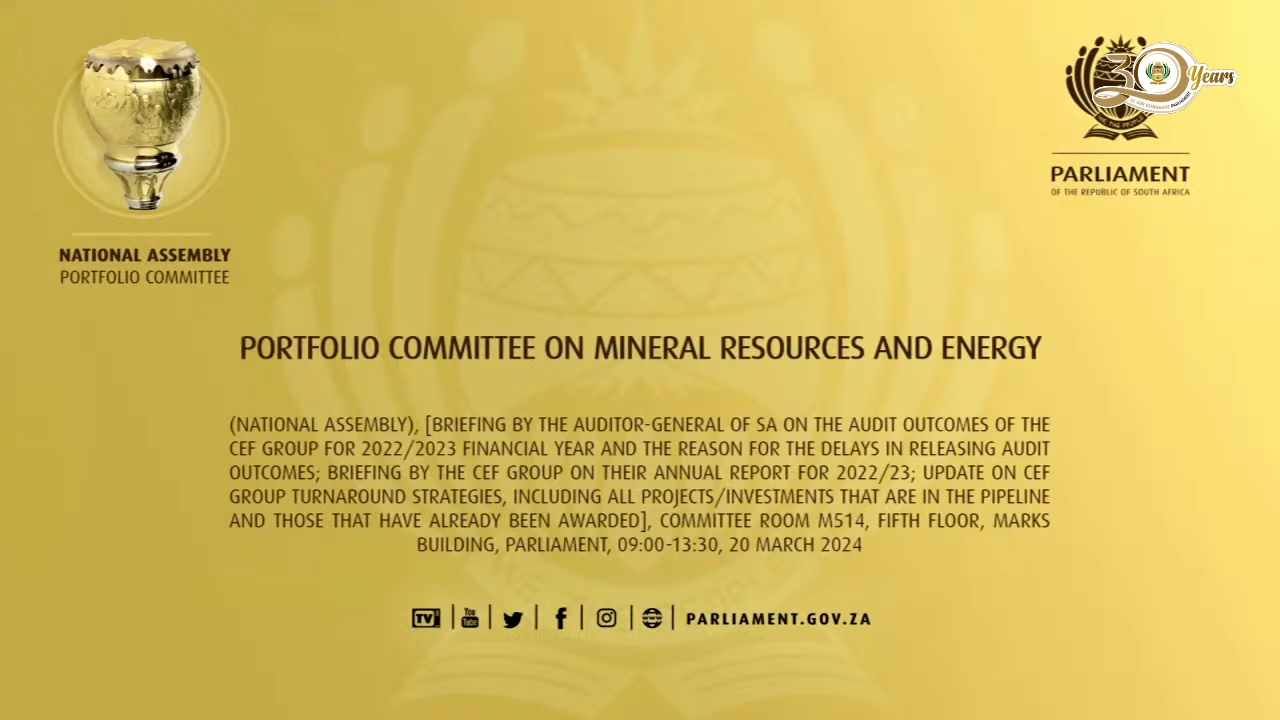 30 Years
NATIONAL ASSEMBLY
PORTFOLIO COMMITTEE
PARLIAMENT
OF THE REPUBLIC OF SOUTH AFRICA
PORTFOLIO COMMITTEE ON MINERAL RESOURCES AND ENERGY
(NATIONAL ASSEMBLY), [BRIEFING BY THE AUDITOR-GENERAL OF SA ON THE AUDIT OUTCOMES OF THE
CEF GROUP FOR 2022/2023 FINANCIAL YEAR AND THE REASON FOR THE DELAYS IN RELEASING AUDIT
OUTCOMES; BRIEFING BY THE CEF GROUP ON THEIR ANNUAL REPORT FOR 2022/23; UPDATE ON CEF
GROUP TURNAROUND STRATEGIES, INCLUDING ALL PROJECTS/INVESTMENTS THAT ARE IN THE PIPELINE
AND THOSE THAT HAVE ALREADY BEEN AWARDED], COMMITTEE ROOM M514, FIFTH FLOOR, MARKS
BUILDING, PARLIAMENT, 09:00-13:30, 20 MARCH 2024
TV | You Tube | PARLIAMENT.GOV.ZA